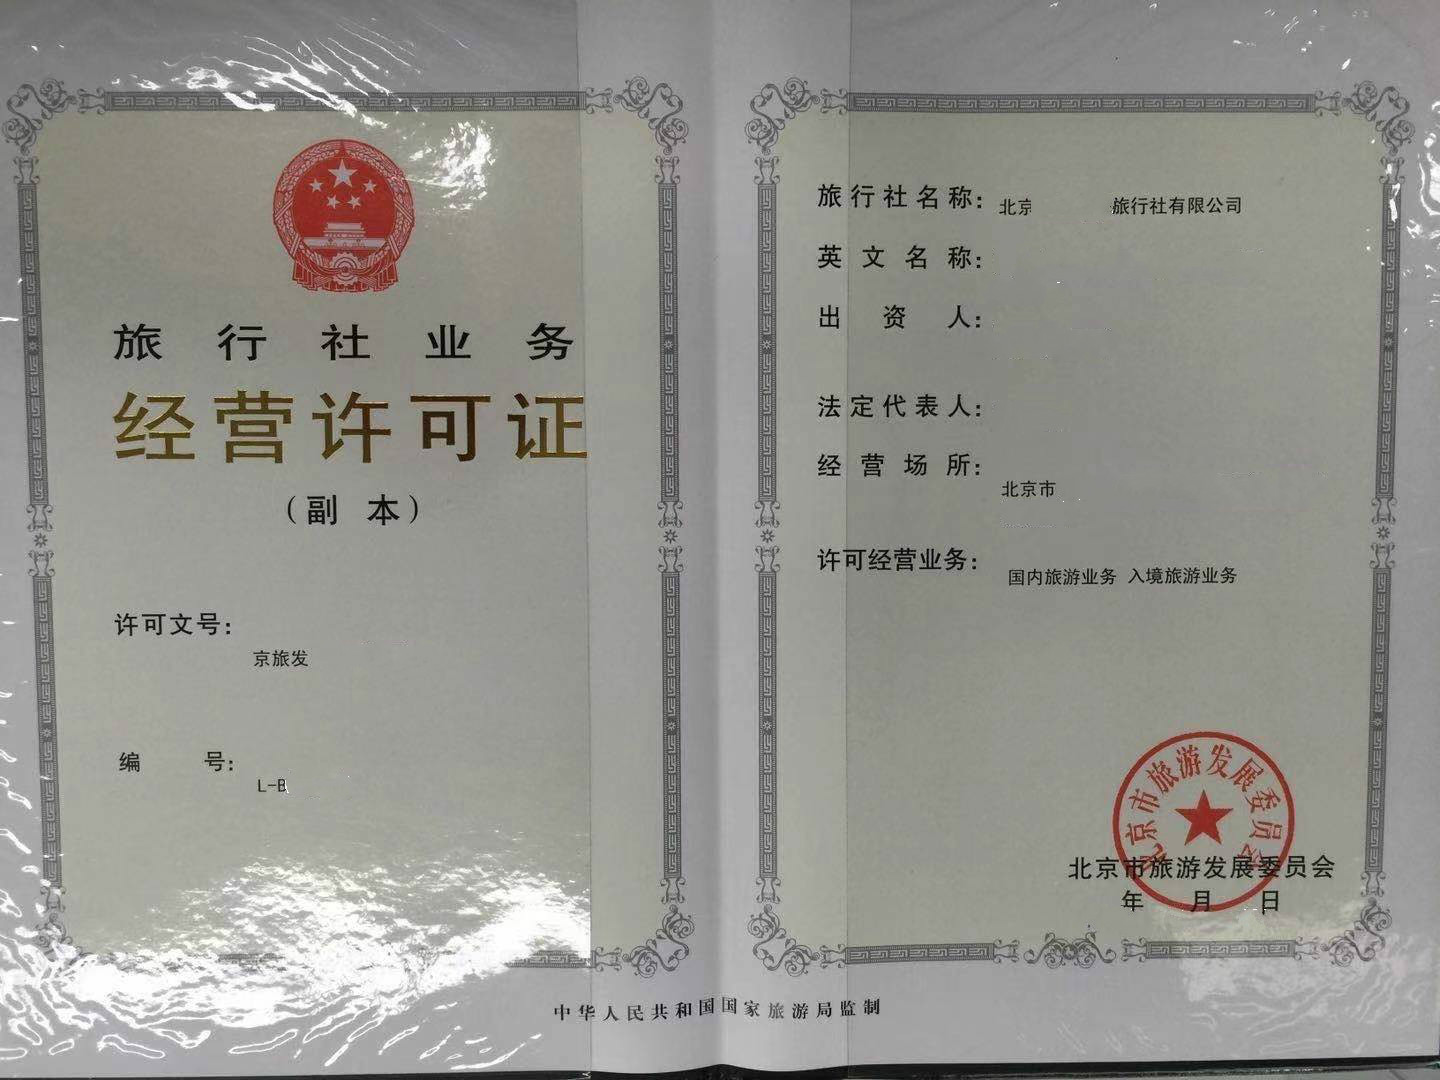 旅行社业务
经营许可证
（副 本）
许可文号：
京旅发
编 号：
L-B
旅行社名称： 北京 旅行社有限公司
英文名称：
出资人：
法定代表人：
经营场所：
北京市
许可经营业务： 国内旅游业务 入境旅游业务
北京市旅游发展委员会
北京市旅游发展委员会
年 月 日
中华人民共和国国家旅游局监制